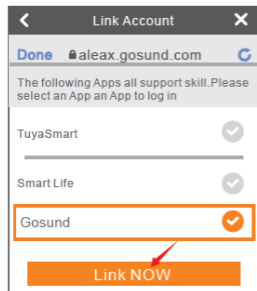 Link Account
Done aleax.gosund.com
The following Apps all support skill.Please
select an App an App to log in
TuyaSmart
Smart Life
Gosund
Link NOW